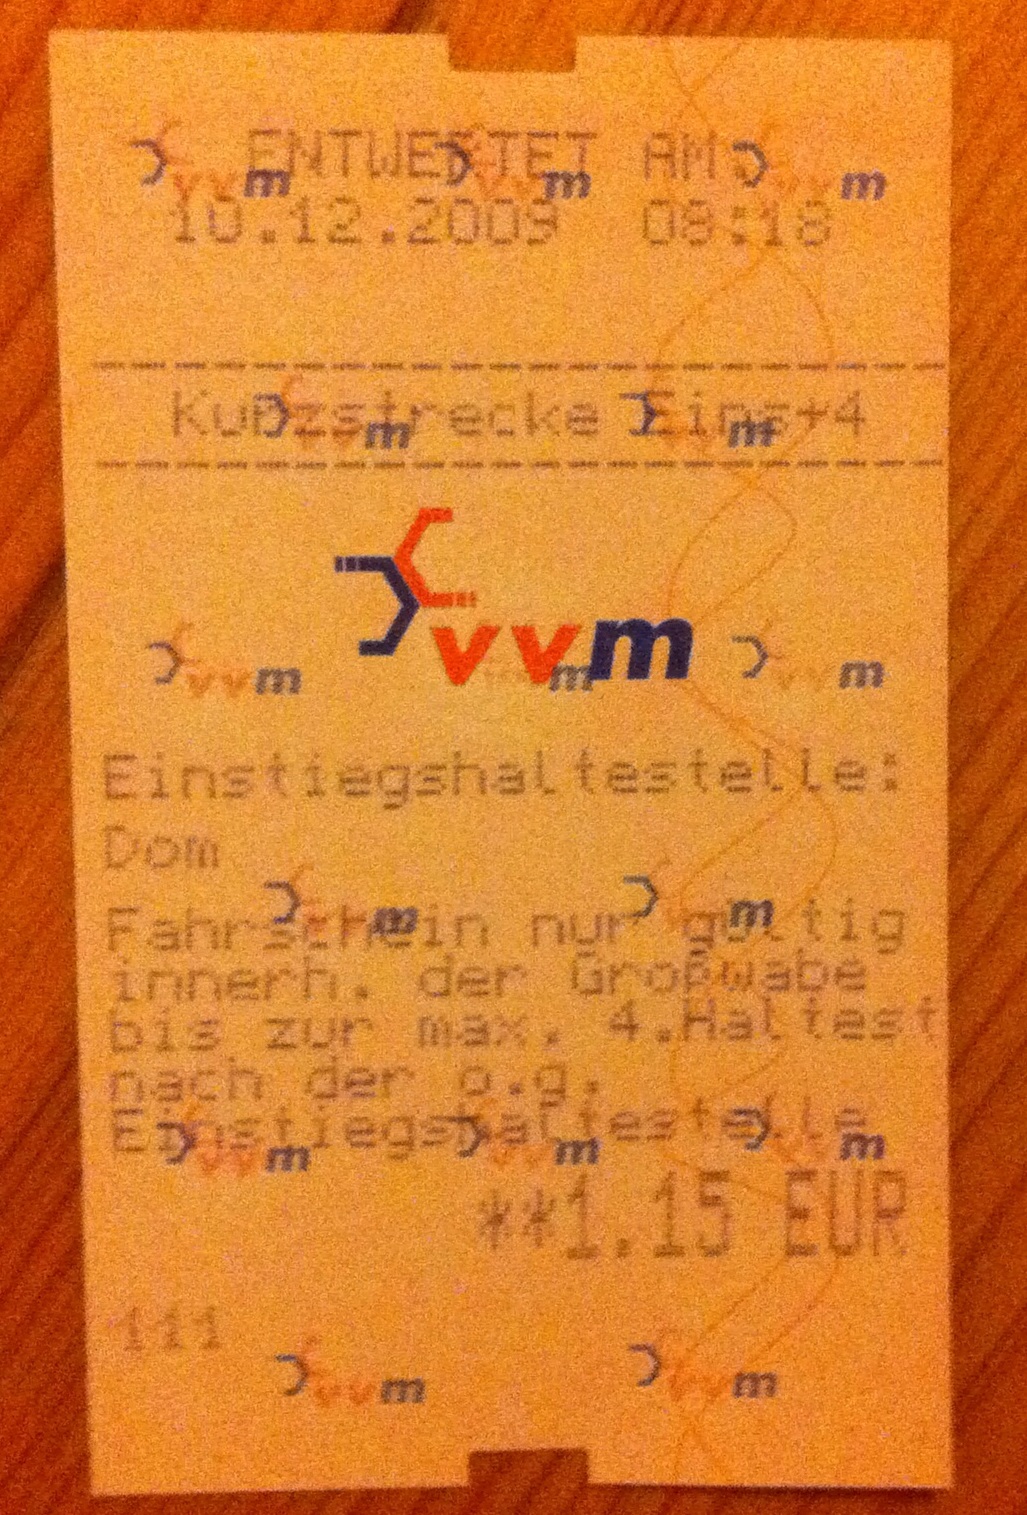 ENTWERTET AM
10.12.2009 08:18
Kurzstrecke Eins+4
vvm
Einstiegshaltestelle:
Dom
Fahrschein nur gültig
innerh. der Großwabe
bis zur max. 4.Haltest
nach der o.g.
Einstiegshaltestelle
**1.15 EUR
111